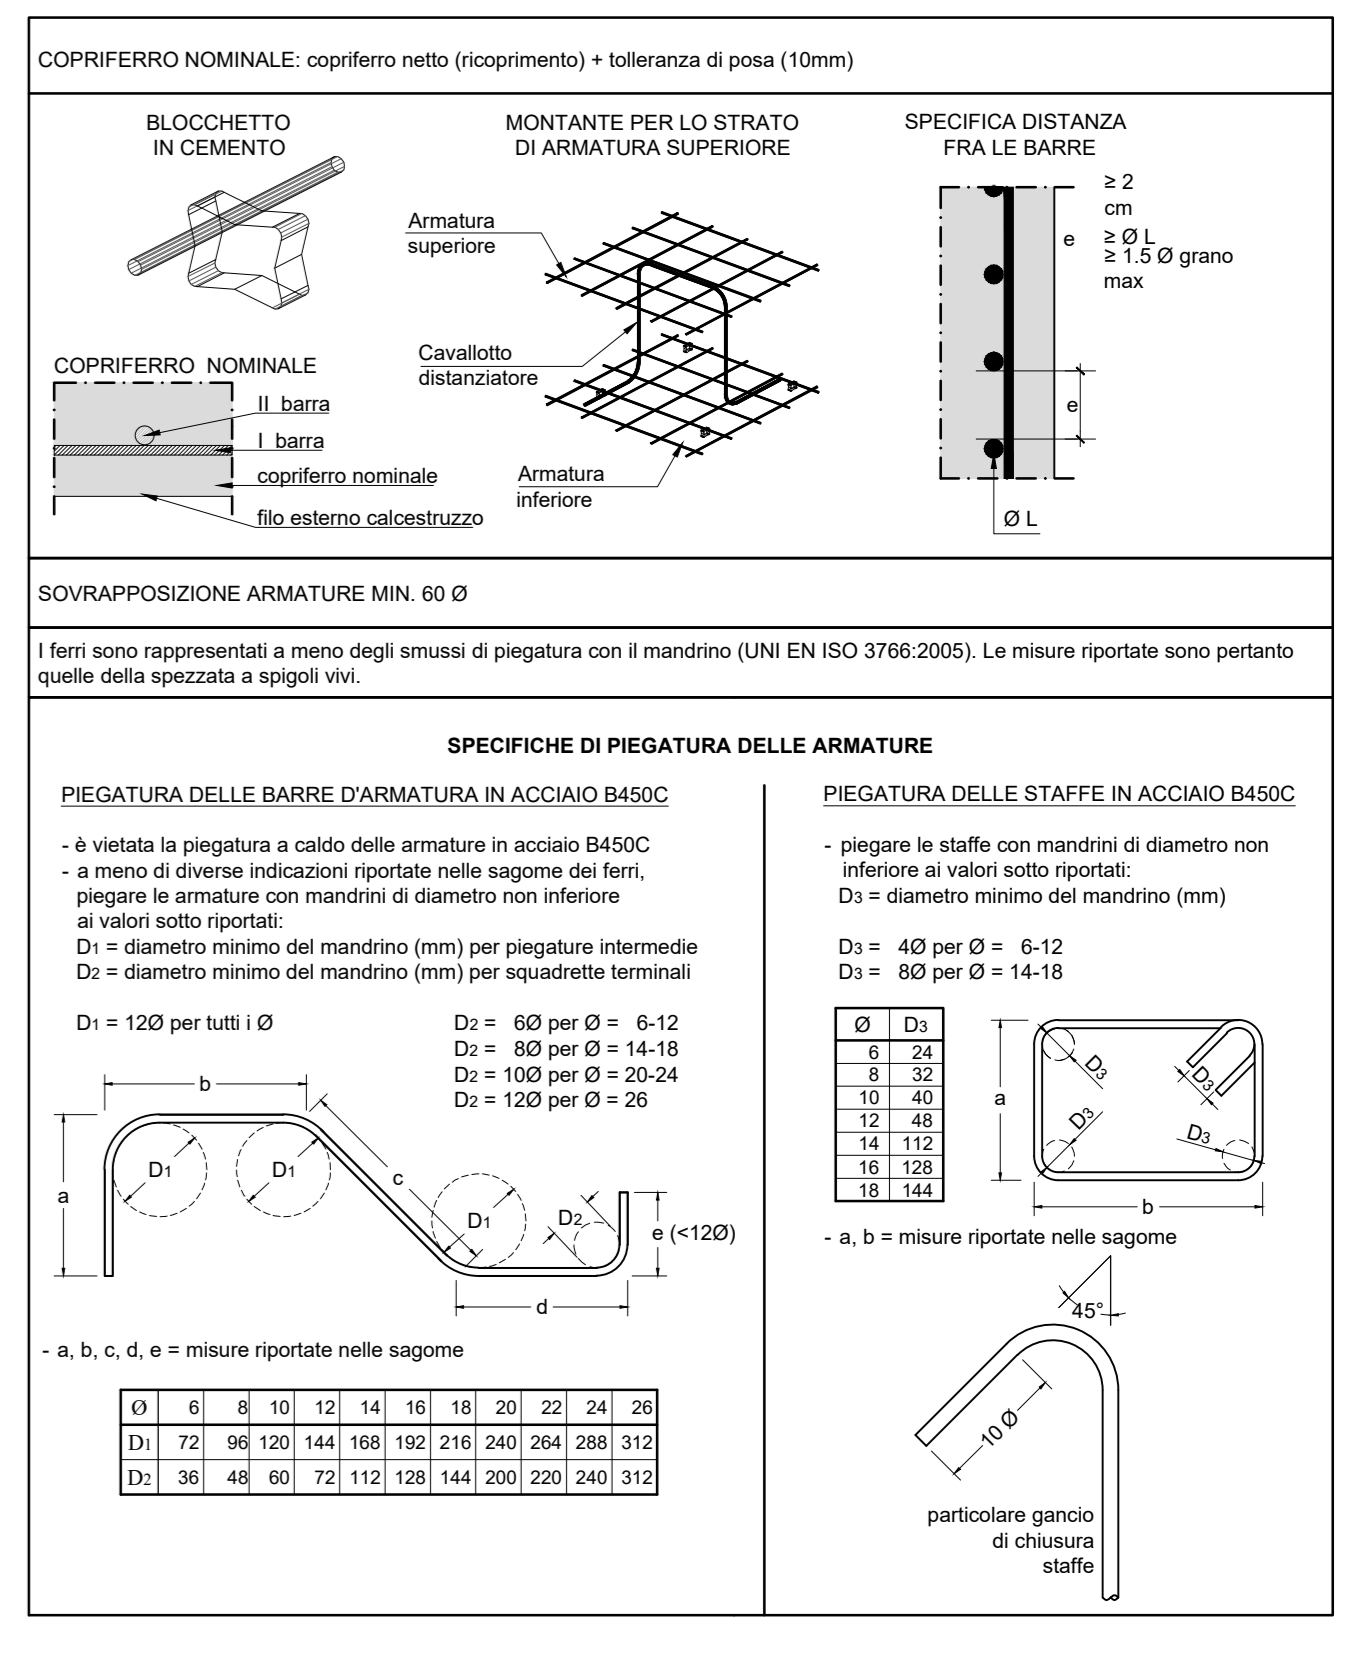 COPRIFERRO NOMINALE: copriferro netto (ricoprimento) + tolleranza di posa (10mm)
BLOCCHETTO
IN CEMENTO
MONTANTE PER LO STRATO
DI ARMATURA SUPERIORE
SPECIFICA DISTANZA
FRA LE BARRE
Armatura
superiore
Cavallotto
distanziatore
Armatura
inferiore
≥ 2
cm
≥ Ø L
≥ 1.5 Ø grano
max
e
e
Ø L
COPRIFERRO NOMINALE
II barra
I barra
copriferro nominale
filo esterno calcestruzzo
SOVRAPPOSIZIONE ARMATURE MIN. 60 Ø
I ferri sono rappresentati a meno degli smussi di piegatura con il mandrino (UNI EN ISO 3766:2005). Le misure riportate sono pertanto
quelle della spezzata a spigoli vivi.
SPECIFICHE DI PIEGATURA DELLE ARMATURE
PIEGATURA DELLE BARRE D'ARMATURA IN ACCIAIO B450C
- è vietata la piegatura a caldo delle armature in acciaio B450C
- a meno di diverse indicazioni riportate nelle sagome dei ferri,
piegare le armature con mandrini di diametro non inferiore
ai valori sotto riportati:
D1 = diametro minimo del mandrino (mm) per piegature intermedie
D2 = diametro minimo del mandrino (mm) per squadrette terminali
D1 = 12Ø per tutti i Ø
D2 = 6Ø per Ø = 6-12
D2 = 8Ø per Ø = 14-18
D2 = 10Ø per Ø = 20-24
D2 = 12Ø per Ø = 26
b
a
D1
D1
c
D1
D2
e (<12Ø)
d
- a, b, c, d, e = misure riportate nelle sagome
Ø 6 8 10 12 14 16 18 20 22 24 26
D1 72 96 120 144 168 192 216 240 264 288 312
D2 36 48 60 72 112 128 144 200 220 240 312
PIEGATURA DELLE STAFFE IN ACCIAIO B450C
- piegare le staffe con mandrini di diametro non
inferiore ai valori sotto riportati:
D3 = diametro minimo del mandrino (mm)
D3 = 4Ø per Ø = 6-12
D3 = 8Ø per Ø = 14-18
Ø D3
6 24
8 32
10 40
12 48
14 112
16 128
18 144
a
D3
D3
D3
D3
b
- a, b = misure riportate nelle sagome
45°
10 Ø
particolare gancio
di chiusura
staffe